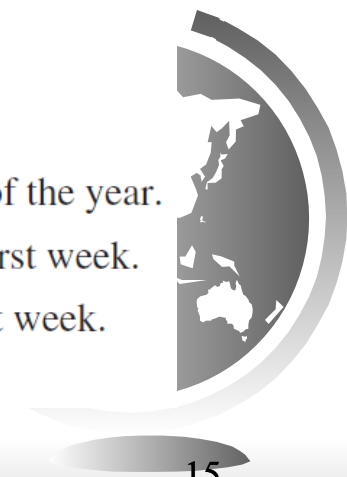 of the year.
rst week.
t week.
15